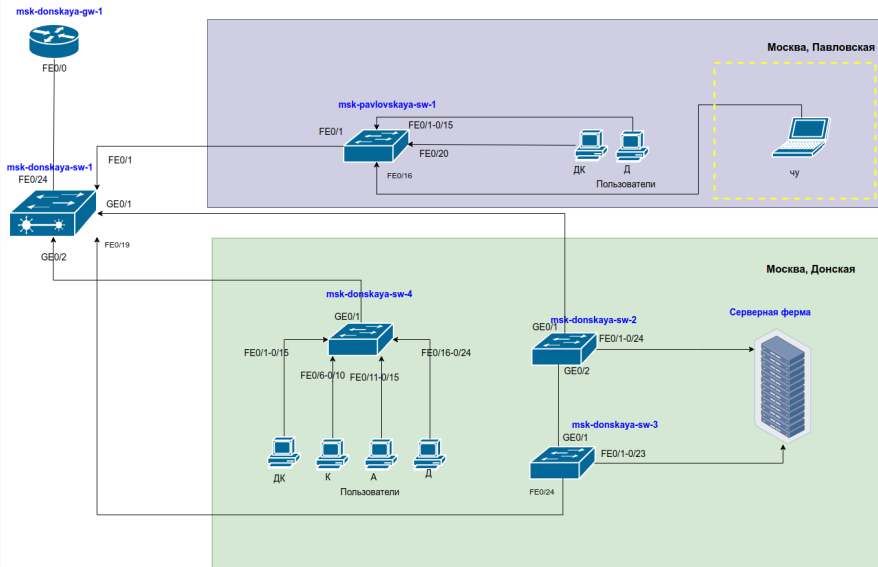 msk-donskaya-gw-1
FE0/0
Москва, Павловская
msk-pavlovskaya-sw-1
FE0/1
FE0/1-0/15
FE0/20
FE0/16
ДК
Д
Пользователи
чу
FE0/1
msk-donskaya-sw-1
FE0/24
GE0/1
FE0/19
GE0/2
Москва, Донская
msk-donskaya-sw-4
GE0/1
FE0/1-0/15
FE0/16-0/24
FE0/6-0/10
FE0/11-0/15
ДК
К
А
Д
Пользователи
msk-donskaya-sw-2
GE0/1
FE0/1-0/24
GE0/2
Серверная ферма
msk-donskaya-sw-3
GE0/1
FE0/1-0/23
FE0/24